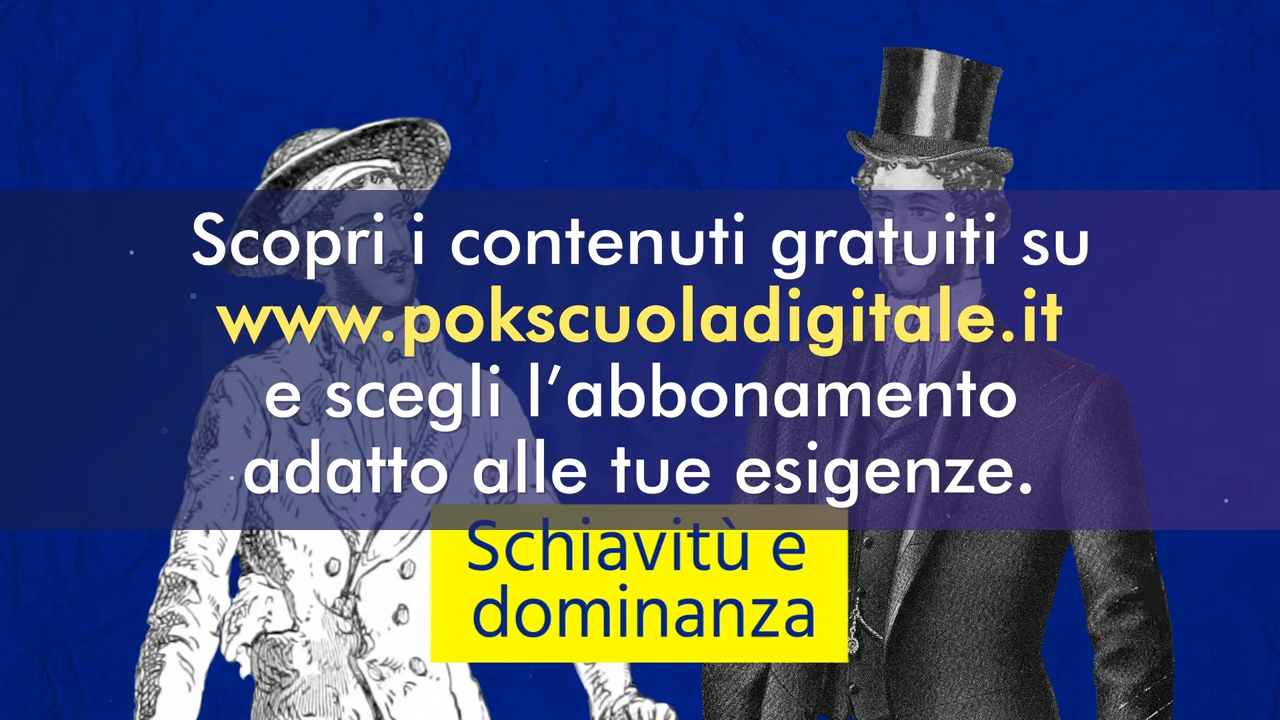 Scopri i contenuti gratuiti su
www.pokscuoladigitale.it
e scegli l’abbonamento
adatto alle tue esigenze.
Schiavitù e
dominanza